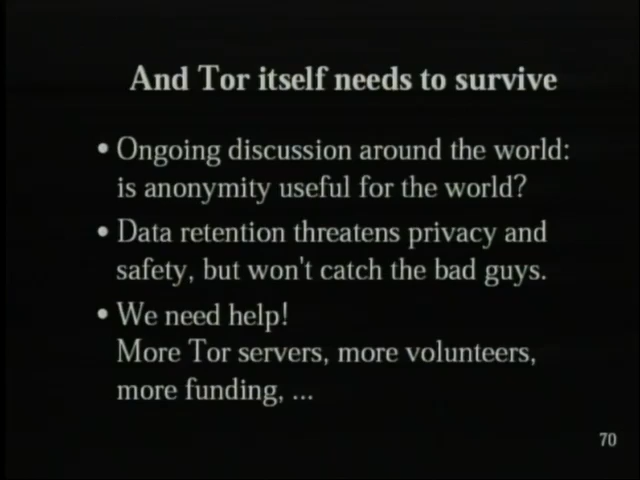 And Tor itself needs to survive
• Ongoing discussion around the world:
is anonymity useful for the world?
• Data retention threatens privacy and
safety, but won't catch the bad guys.
• We need help!
More Tor servers, more volunteers,
more funding, ...
70